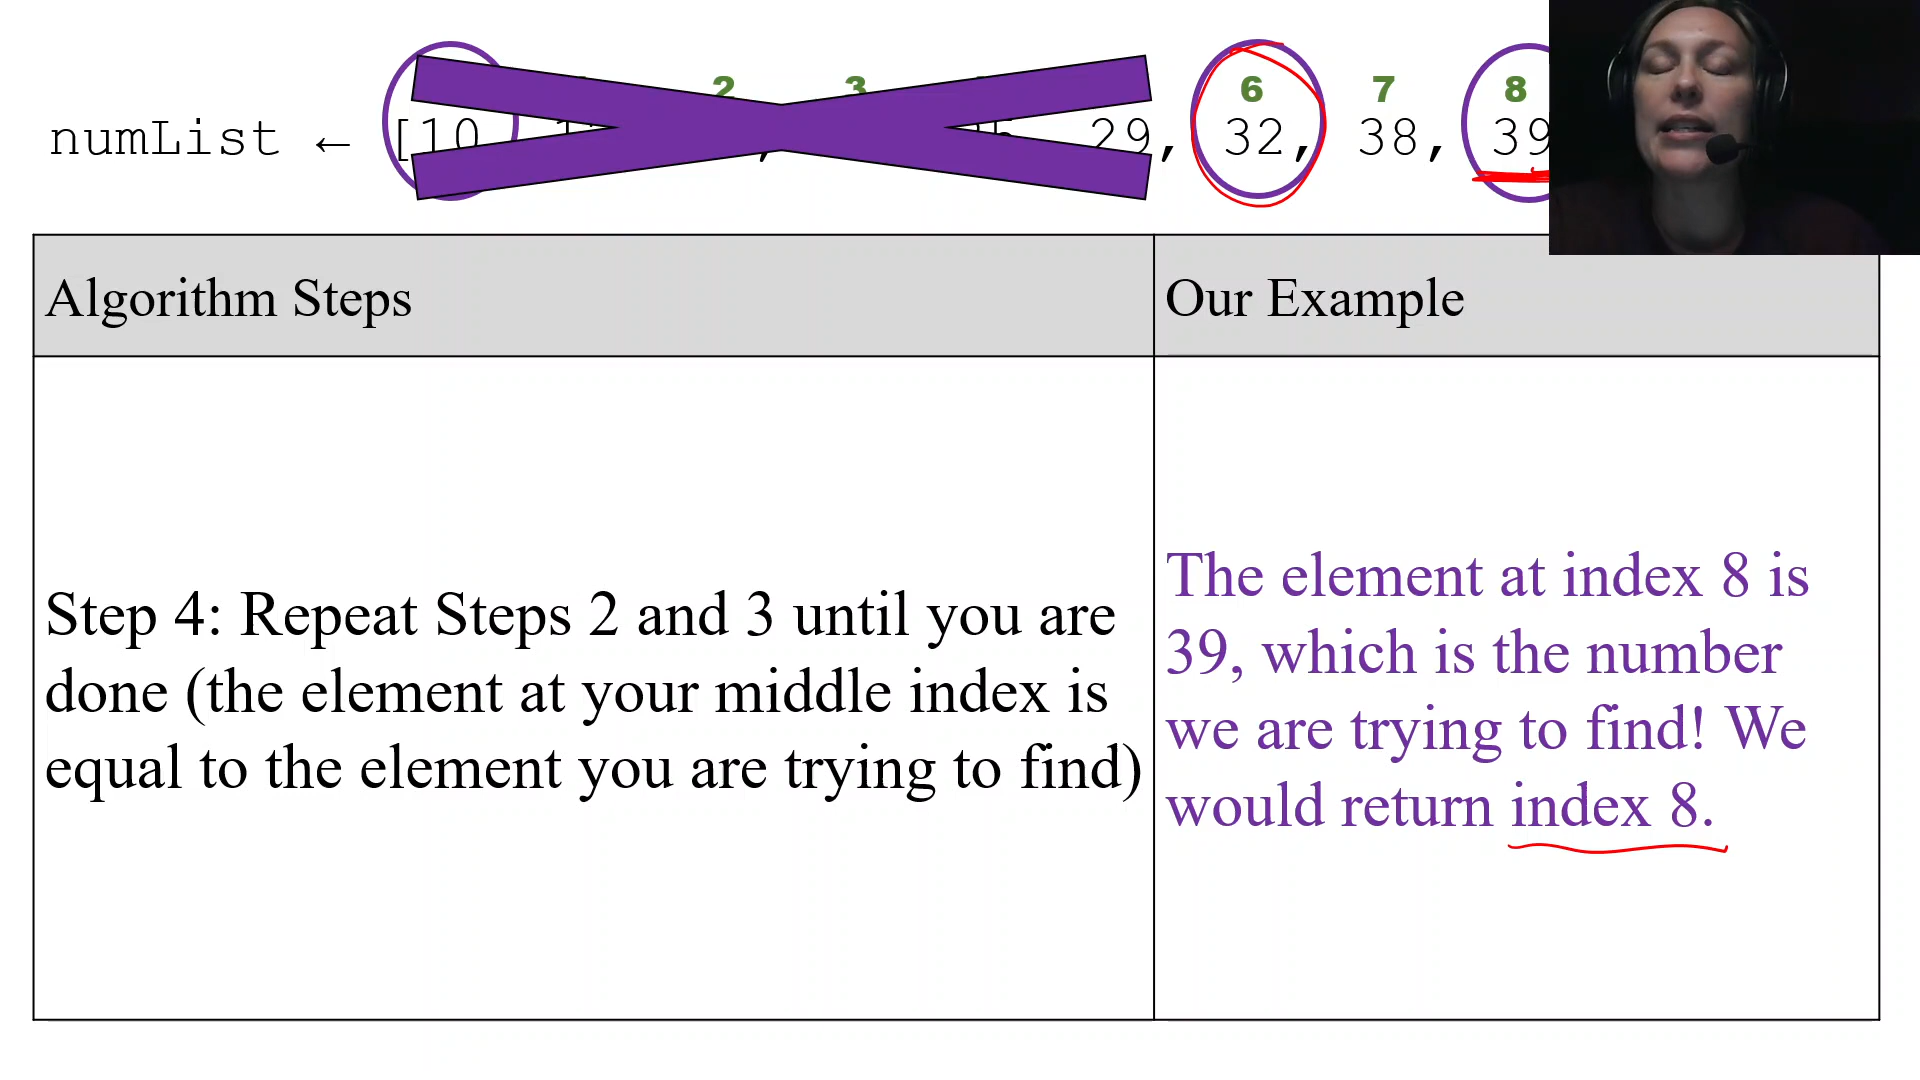 2 3 6 7 8
numList ← [10 29, 32, 38, 39
Algorithm Steps
Our Example
Step 4: Repeat Steps 2 and 3 until you are
done (the element at your middle index is
equal to the element you are trying to find)
The element at index 8 is
39, which is the number
we are trying to find! We
would return index 8.